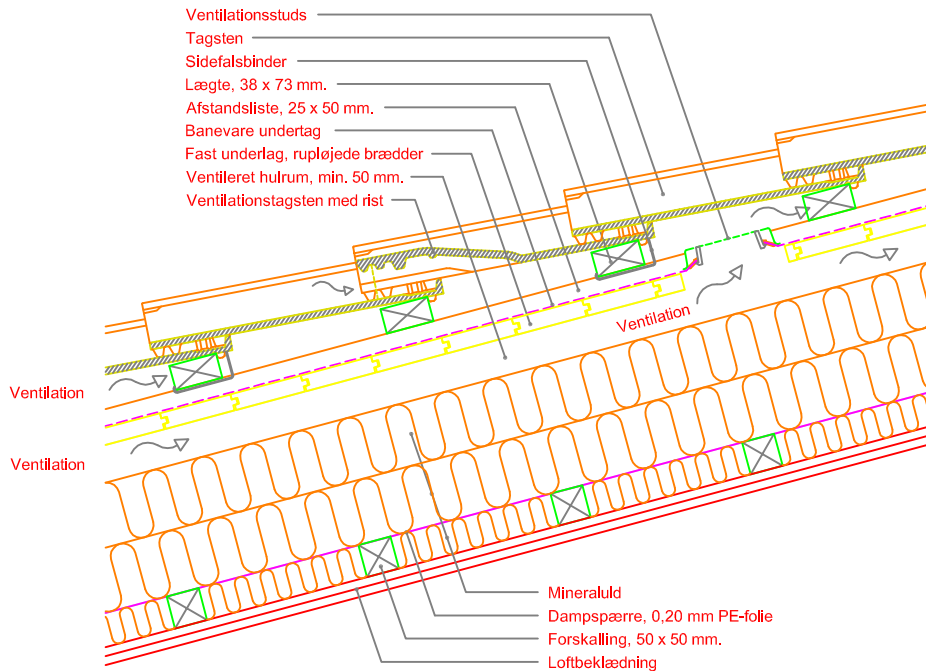 Ventilationsstuds
Tagsten
Sidefalsbinder
Lægte, 38 x 73 mm.
Afstandsliste, 25 x 50 mm.
Banevare undertag
Fast underlag, rupløjede brædder
Ventileret hulrum, min. 50 mm.
Ventilationstagsten med rist
Ventilation
Ventilation
Ventilation
Mineraluld
Dampspærre, 0,20 mm PE-folie
Forskalling, 50 x 50 mm.
Loftbeklædning